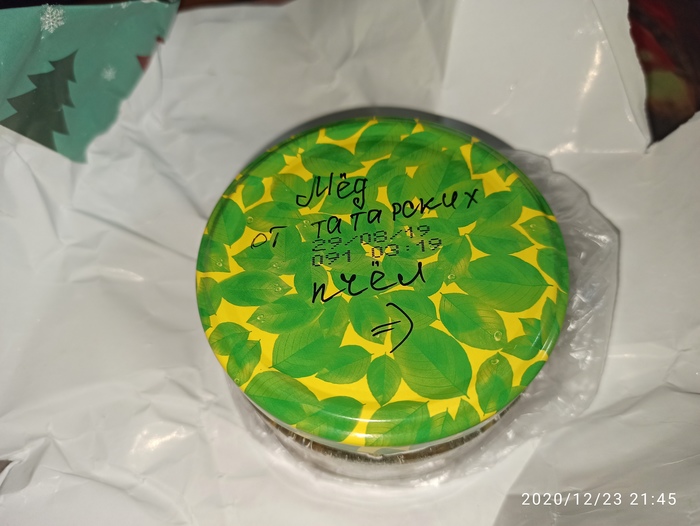 Мёд
от татарских
29/08/19
091 03:19
пчёл
=)
2020/12/23 21:45